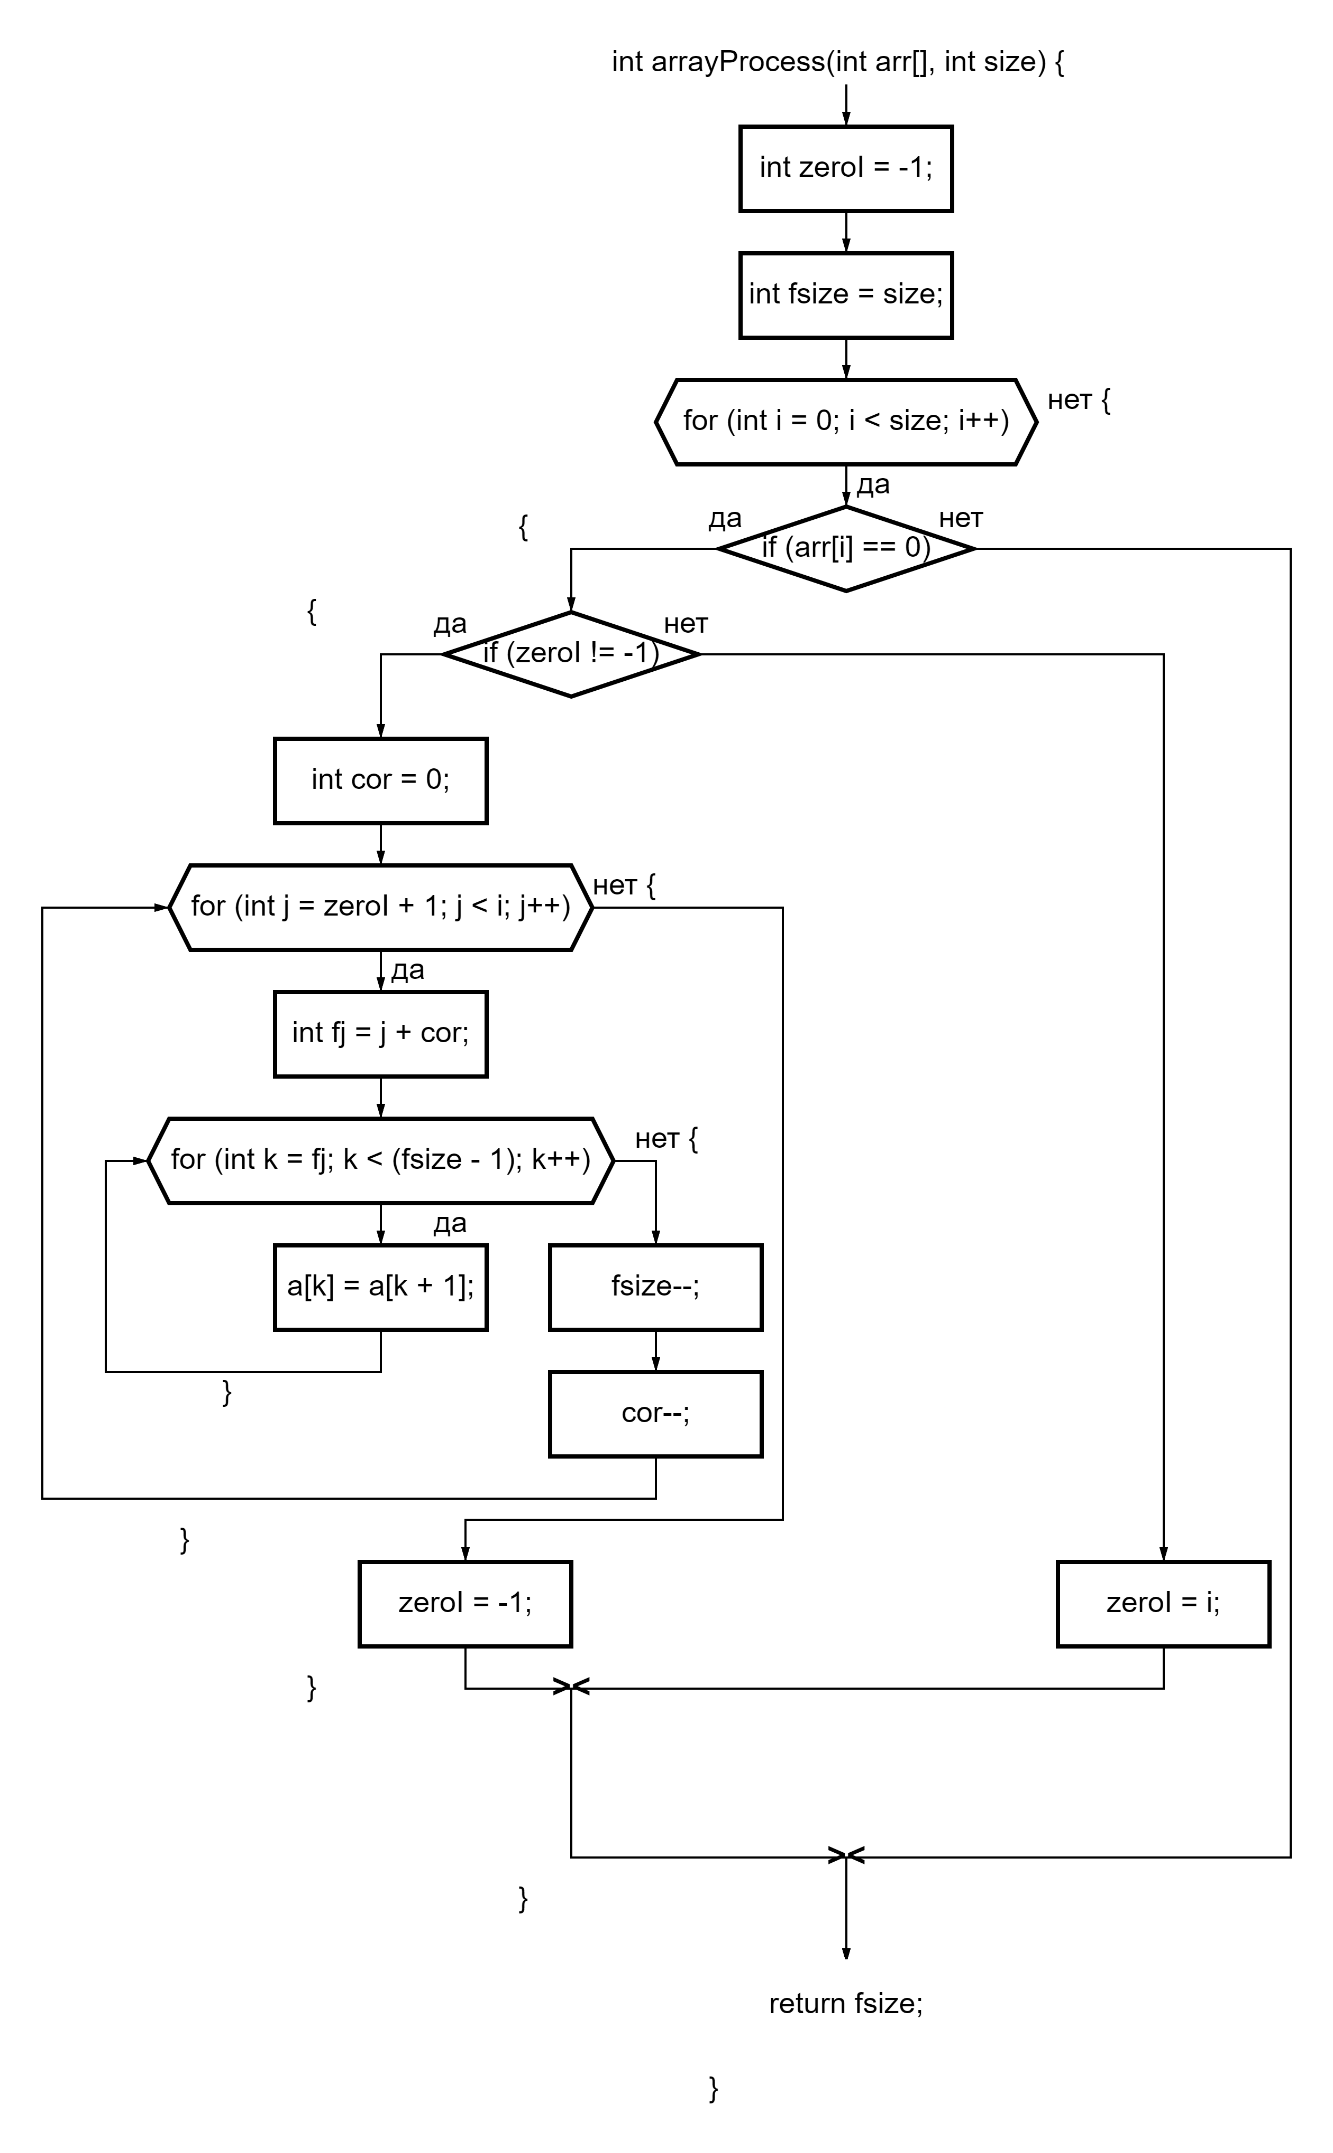 int arrayProcess(int arr[], int size) {
int zeroI = -1;
int fsize = size;
for (int i = 0; i < size; i++)
нет {
да
{
да
if (arr[i] == 0)
нет
{
да
if (zeroI != -1)
нет
int cor = 0;
for (int j = zeroI + 1; j < i; j++)
нет {
да
int fj = j + cor;
for (int k = fj; k < (fsize - 1); k++)
нет {
да
a[k] = a[k + 1];
fsize--;
}
cor--;
}
zeroI = -1;
zeroI = i;
}
><
><
}
return fsize;
}